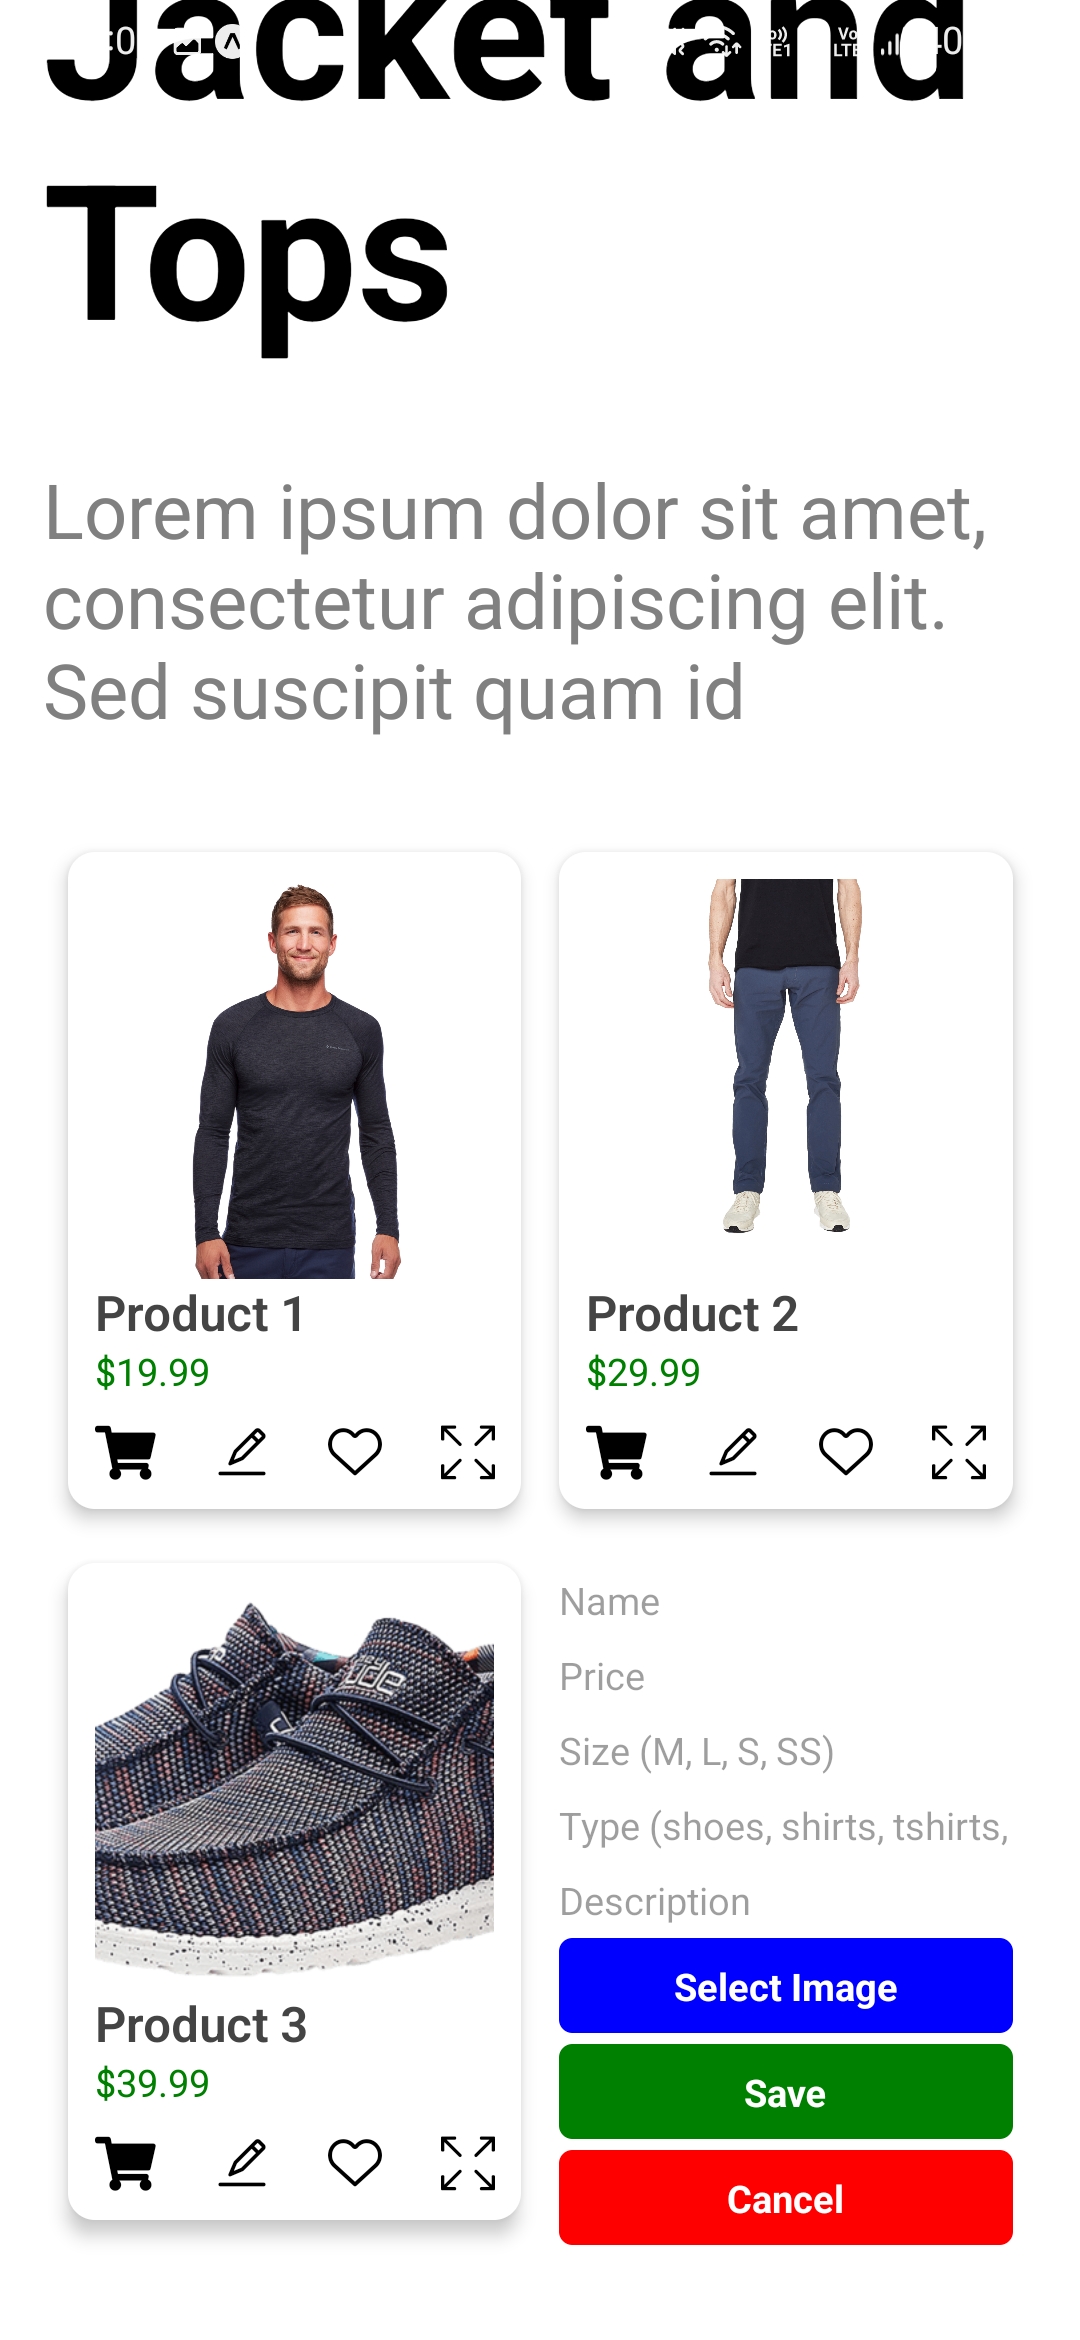 Jacket and
Tops
Lorem ipsum dolor sit amet,
consectetur adipiscing elit.
Sed suscipit quam id
Product 1
$19.99
Product 2
$29.99
Product 3
$39.99
Name
Price
Size (M, L, S, SS)
Type (shoes, shirts, tshirts,
Description
Select Image
Save
Cancel